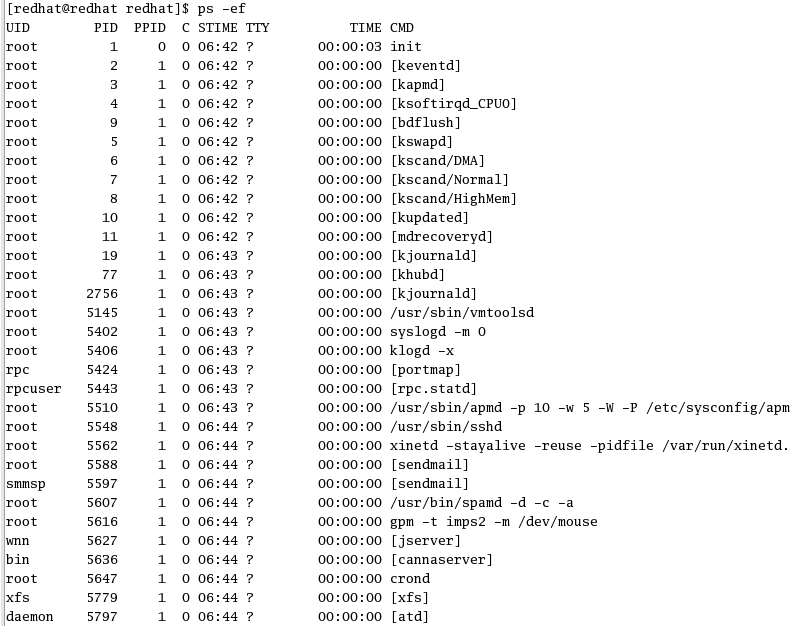 [redhat@redhat redhat]$ ps -ef
UID        PID  PPID  C STIME TTY          TIME CMD
root         1     0  0 06:42 ?        00:00:03 init
root         2     1  0 06:42 ?        00:00:00 [keventd]
root         3     1  0 06:42 ?        00:00:00 [kapmd]
root         4     1  0 06:42 ?        00:00:00 [ksoftirqd_CPU0]
root         9     1  0 06:42 ?        00:00:00 [bdflush]
root         5     1  0 06:42 ?        00:00:00 [kswapd]
root         6     1  0 06:42 ?        00:00:00 [kscand/DMA]
root         7     1  0 06:42 ?        00:00:00 [kscand/Normal]
root         8     1  0 06:42 ?        00:00:00 [kscand/HighMem]
root        10     1  0 06:42 ?        00:00:00 [kupdated]
root        11     1  0 06:42 ?        00:00:00 [mdrecoveryd]
root        19     1  0 06:43 ?        00:00:00 [kjournald]
root        77     1  0 06:43 ?        00:00:00 [khubd]
root      2756     1  0 06:43 ?        00:00:00 [kjournald]
root      5145     1  0 06:43 ?        00:00:00 /usr/sbin/vmtoolsd
root      5402     1  0 06:43 ?        00:00:00 syslogd -m 0
root      5406     1  0 06:43 ?        00:00:00 klogd -x
rpc       5424     1  0 06:43 ?        00:00:00 [portmap]
rpcuser   5443     1  0 06:43 ?        00:00:00 [rpc.statd]
root      5510     1  0 06:43 ?        00:00:00 /usr/sbin/apmd -p 10 -w 5 -W -P /etc/sysconfig/apm
root      5548     1  0 06:44 ?        00:00:00 /usr/sbin/sshd
root      5562     1  0 06:44 ?        00:00:00 xinetd -stayalive -reuse -pidfile /var/run/xinetd.
root      5588     1  0 06:44 ?        00:00:00 [sendmail]
smmsp     5597     1  0 06:44 ?        00:00:00 [sendmail]
root      5607     1  0 06:44 ?        00:00:00 /usr/bin/spamd -d -c -a
root      5616     1  0 06:44 ?        00:00:00 gpm -t imps2 -m /dev/mouse
wnn       5627     1  0 06:44 ?        00:00:00 [jserver]
bin       5636     1  0 06:44 ?        00:00:00 [cannaserver]
root      5647     1  0 06:44 ?        00:00:00 crond
xfs       5779     1  0 06:44 ?        00:00:00 [xfs]
daemon    5797     1  0 06:44 ?        00:00:00 [atd]